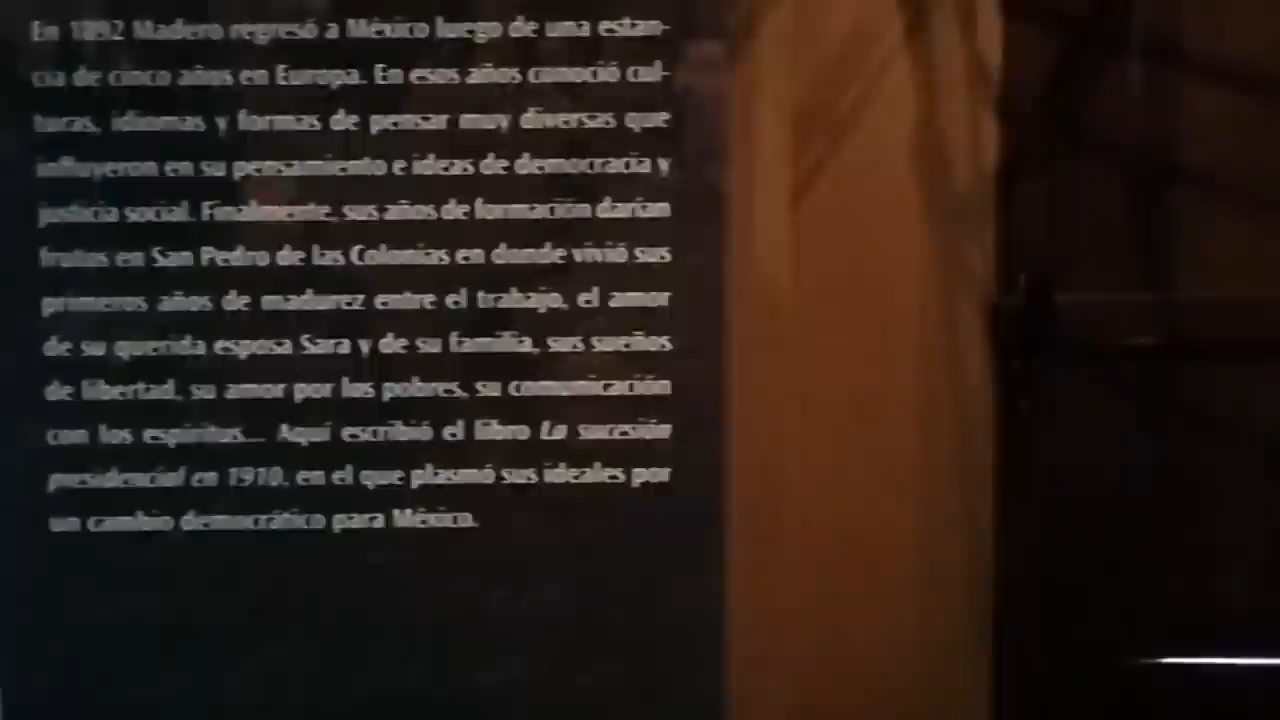 En 1892 Madero regresó a México luego de una estan-
cia de cinco años en Europa. En esos años conoció cul-
turas, idiomas y formas de pensar muy diversas que
influyeron en su pensamiento e ideas de democracia y
justicia social. Finalmente, sus años de formación darían
frutos en San Pedro de las Colonias en donde vivió sus
primeros años de madurez entre el trabajo, el amor
de su querida esposa Sara y de su familia, sus sueños
de libertad, su amor por los pobres, su comunicación
con los espíritus... Aquí escribió el libro La sucesión
presidencial en 1910, en el que plasmó sus ideales por
un cambio democrático para México.